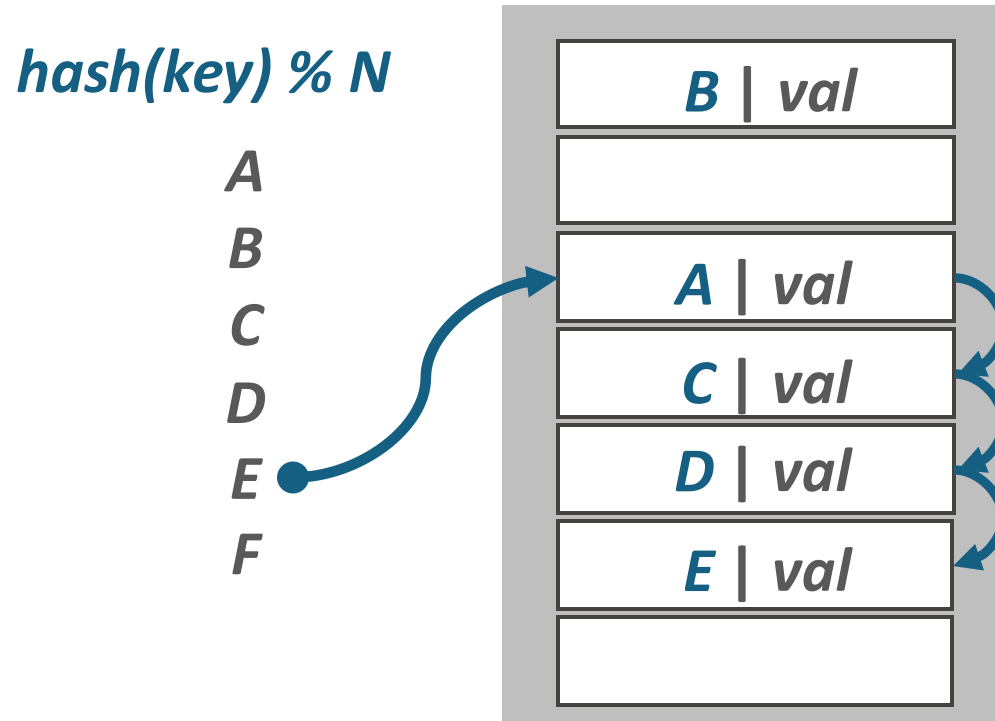 hash(key) % N
A
B
C
D
E
F
B | val
A | val
C | val
D | val
E | val